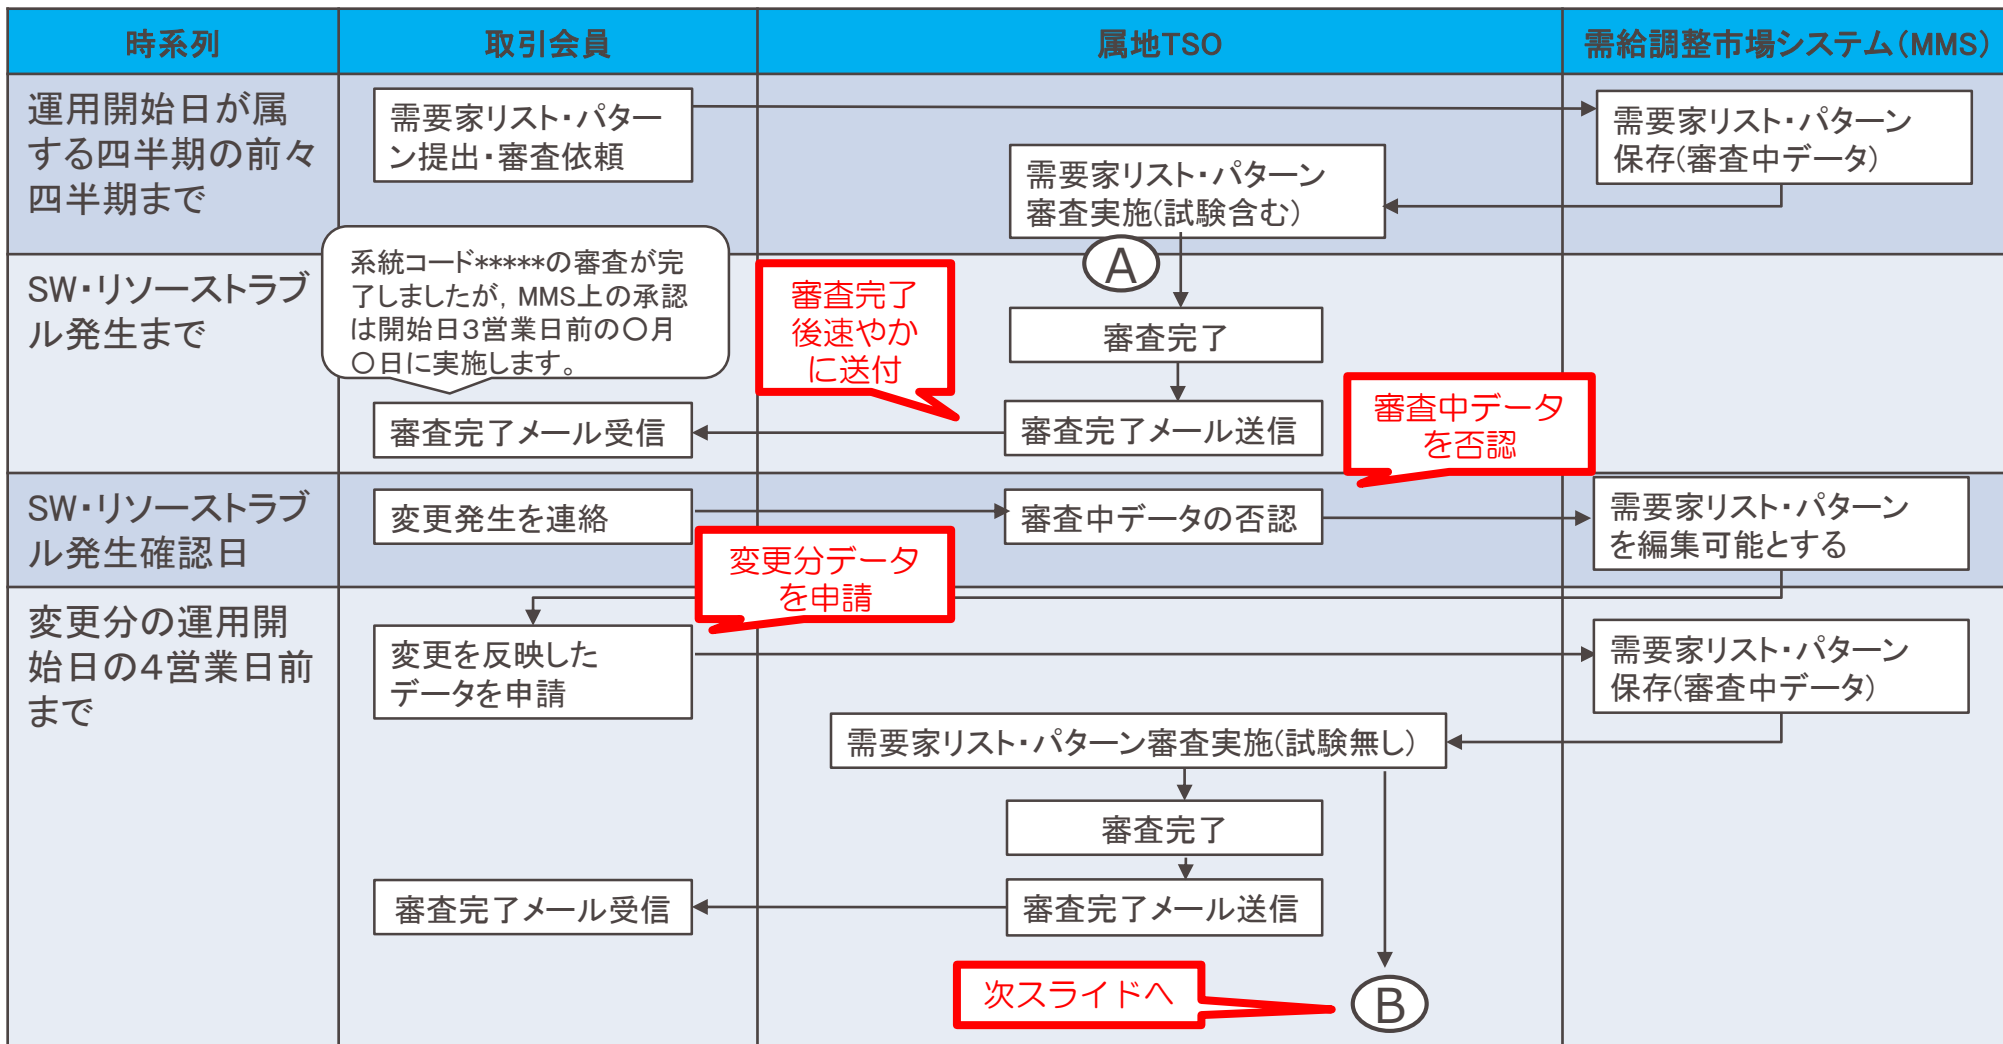 時系列
取引会員
属地TSO
需給調整市場システム(MMS)
運用開始日が属
する四半期の前々
四半期まで
需要家リスト・パター
ン提出・審査依頼
需要家リスト・パターン
保存(審査中データ)
需要家リスト・パターン
審査実施(試験含む)
A
SW・リソーストラブ
ル発生まで
系統コード*****の審査が完
了しましたが, MMS上の承認
は開始日3営業日前の〇月
〇日に実施します。
審査完了
後速やか
に送付
審査完了
審査完了メール受信
審査完了メール送信
審査中データ
を否認
SW・リソーストラブ
ル発生確認日
変更発生を連絡
審査中データの否認
需要家リスト・パターン
を編集可能とする
変更分データ
を申請
変更分の運用開
始日の4営業日前
まで
変更を反映した
データを申請
需要家リスト・パターン
保存(審査中データ)
需要家リスト・パターン審査実施(試験無し)
審査完了
審査完了メール受信
審査完了メール送信
次スライドへ
B